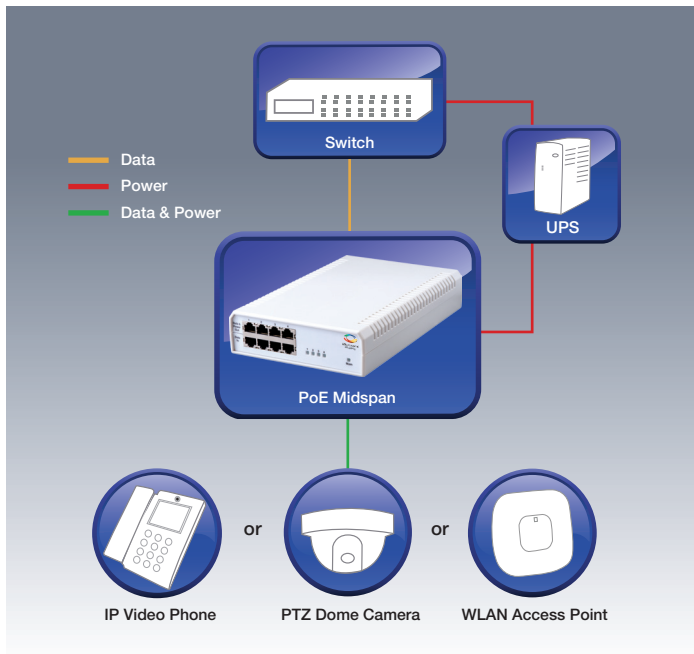 Switch
Data
Power
Data & Power
UPS
PoE Midspan
or
or
IP Video Phone
PTZ Dome Camera
WLAN Access Point